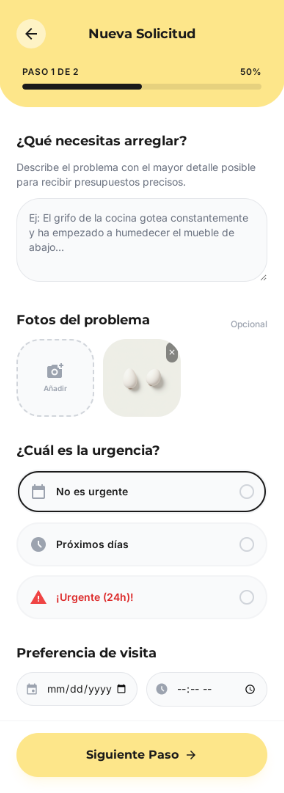 Nueva Solicitud
PASO 1 DE 2
50%
¿Qué necesitas arreglar?
Describe el problema con el mayor detalle posible
para recibir presupuestos precisos.
Ej: El grifo de la cocina gotea constantemente
y ha empezado a humedecer el mueble de
abajo...
Fotos del problema
Opcional
Añadir
¿Cuál es la urgencia?
No es urgente
Próximos días
¡Urgente (24h)!
Preferencia de visita
mm/dd/yyyy
--:-- --
Siguiente Paso